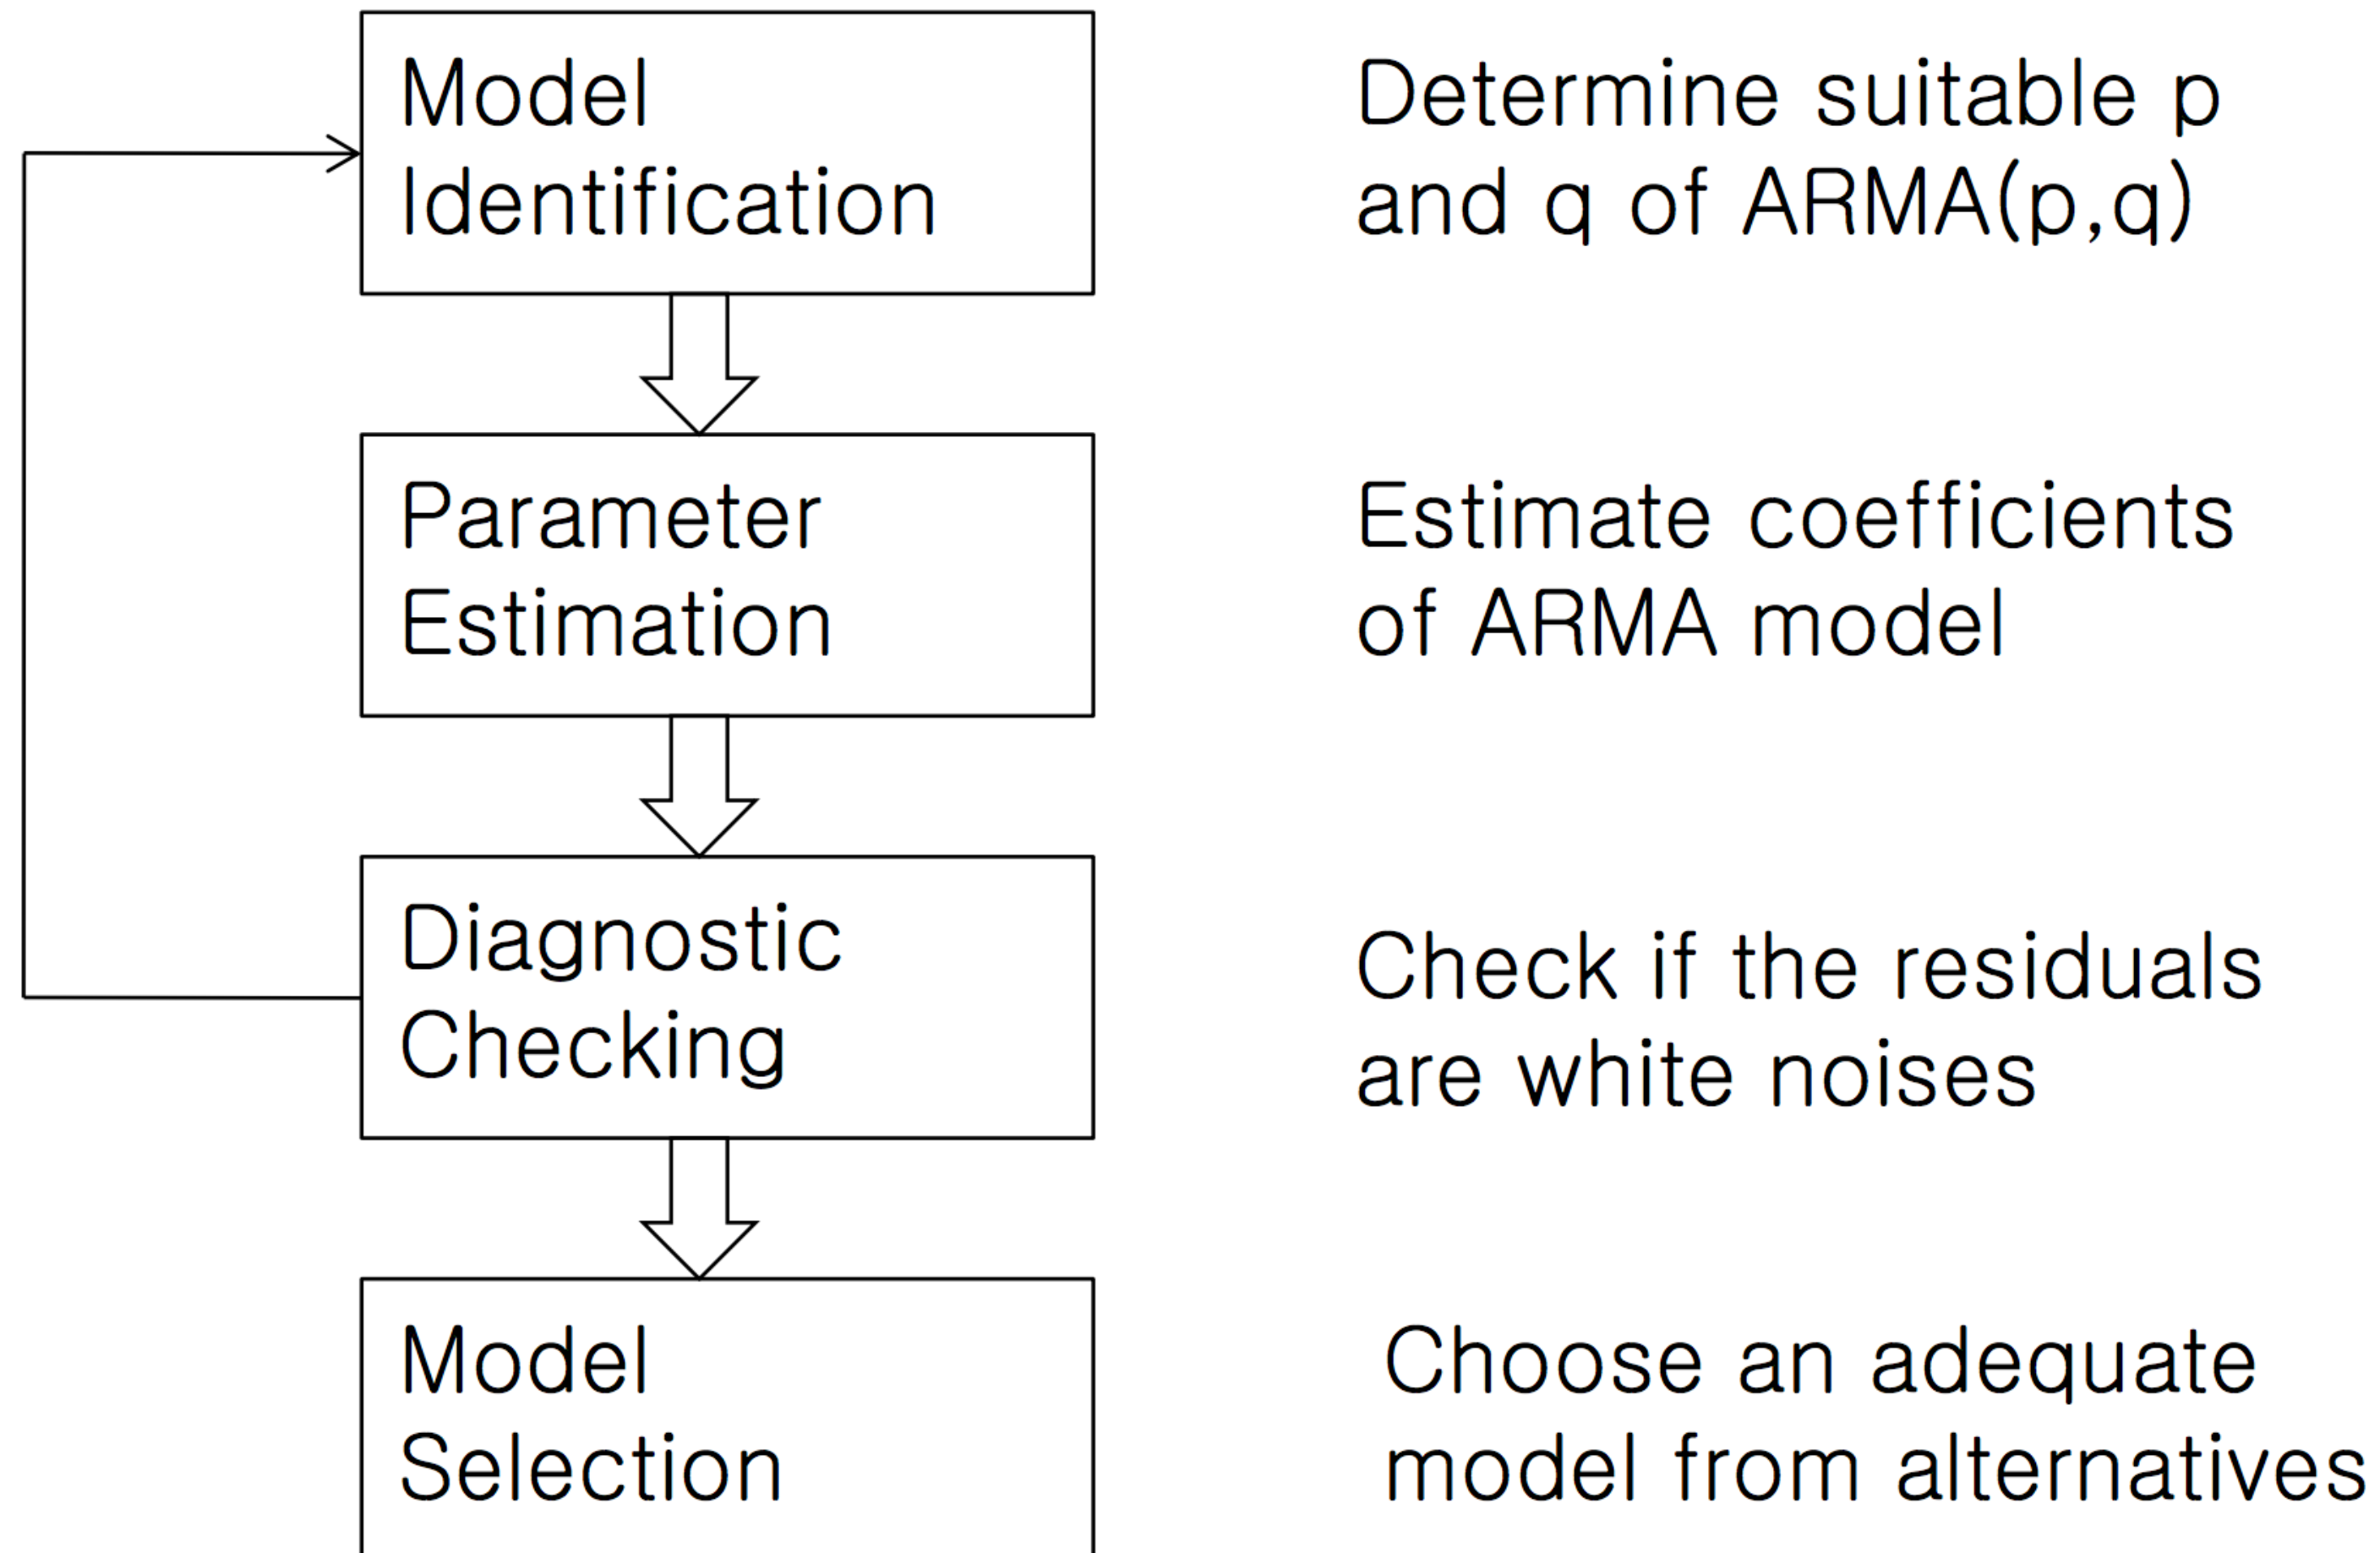 Model
Identification
Determine suitable p
and q of ARMA(p,q)
Parameter
Estimation
Estimate coefficients
of ARMA model
Diagnostic
Checking
Check if the residuals
are white noises
Model
Selection
Choose an adequate
model from alternatives